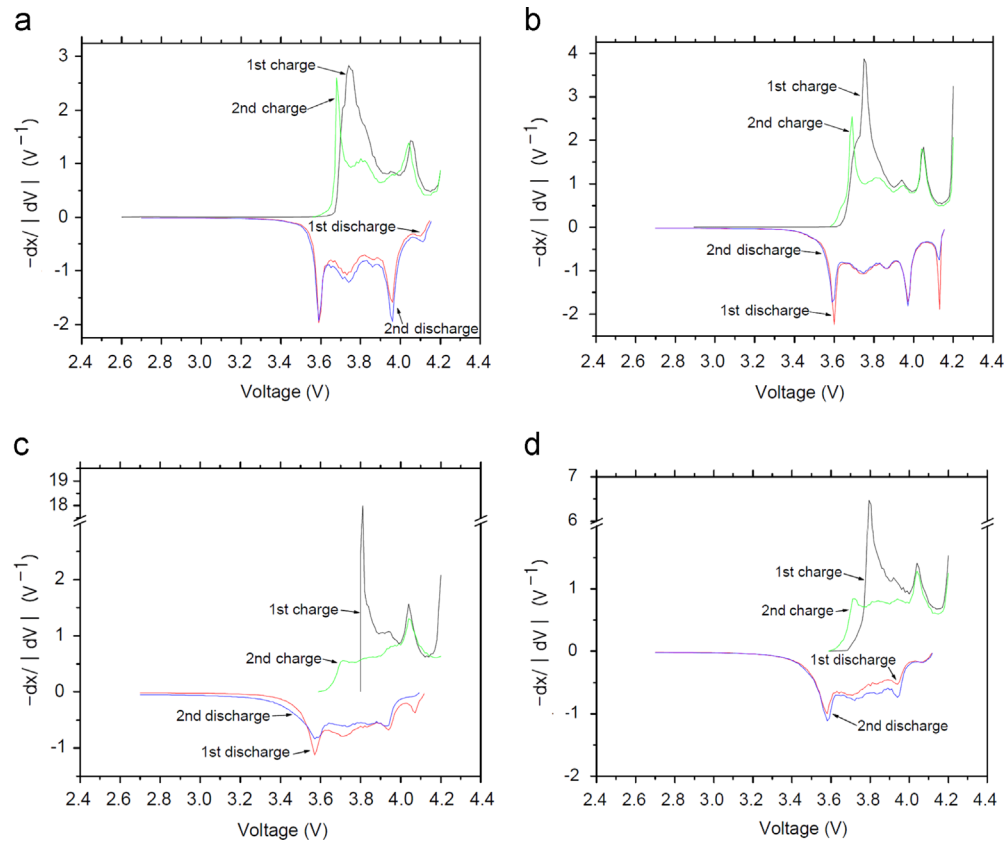 a
3
2
1
0
-1
-2
−dx/ | dV | (V⁻¹)
1st charge
2nd charge
1st discharge
2nd discharge
2.4 2.6 2.8 3.0 3.2 3.4 3.6 3.8 4.0 4.2 4.4
Voltage (V)
b
4
3
2
1
0
-1
-2
−dx/ | dV | (V⁻¹)
1st charge
2nd charge
2nd discharge
1st discharge
2.4 2.6 2.8 3.0 3.2 3.4 3.6 3.8 4.0 4.2 4.4
Voltage (V)
c
19
18
2
1
0
-1
−dx/ | dV | (V⁻¹)
1st charge
2nd charge
2nd discharge
1st discharge
2.4 2.6 2.8 3.0 3.2 3.4 3.6 3.8 4.0 4.2 4.4
Voltage (V)
d
7
6
1
0
-1
-2
−dx/ | dV | (V⁻¹)
1st charge
2nd charge
1st discharge
2nd discharge
2.4 2.6 2.8 3.0 3.2 3.4 3.6 3.8 4.0 4.2 4.4
Voltage (V)